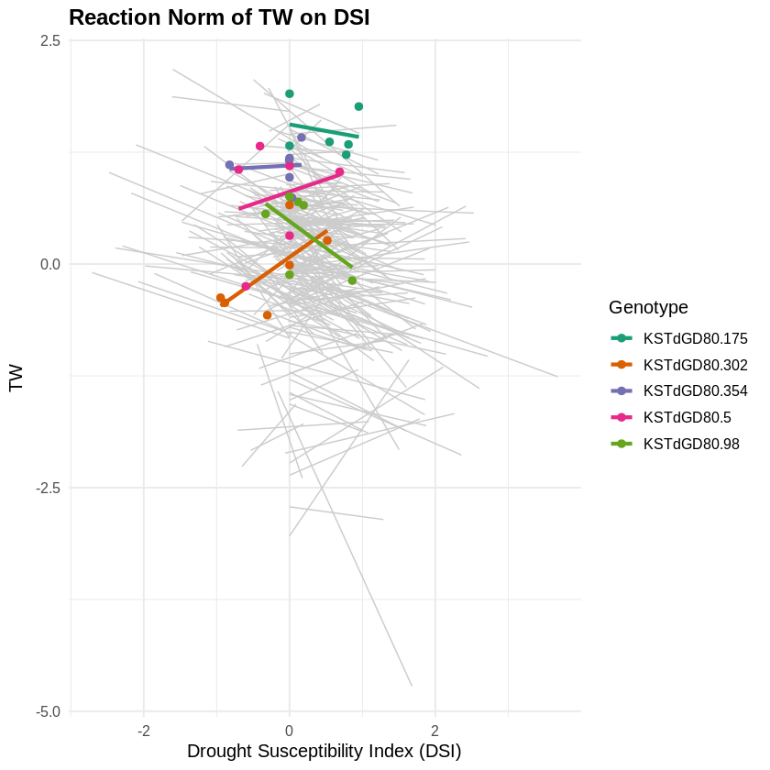 Reaction Norm of TW on DSI
2.5
0.0
-2.5
-5.0
TW
-2
0
2
Drought Susceptibility Index (DSI)
Genotype
KSTdGD80.175
KSTdGD80.302
KSTdGD80.354
KSTdGD80.5
KSTdGD80.98